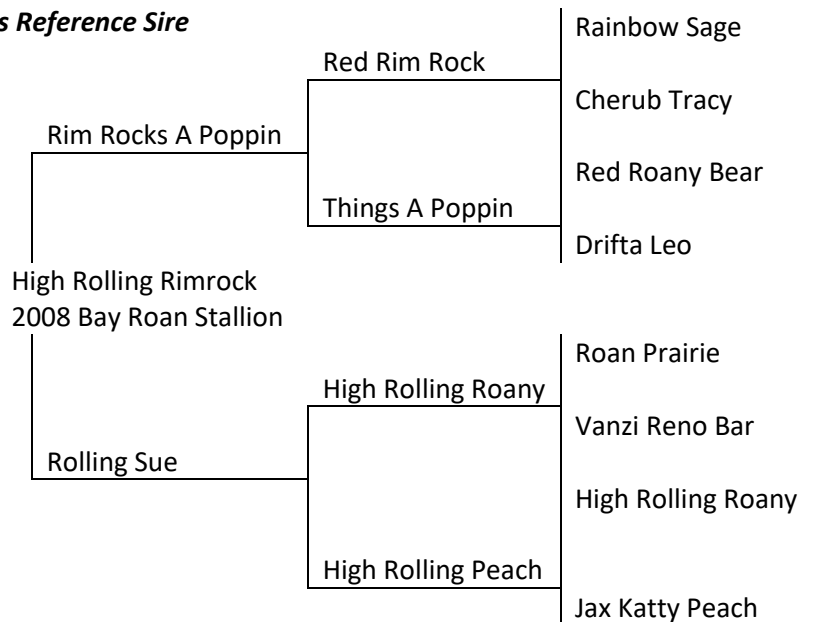 s Reference Sire
Rainbow Sage
Red Rim Rock
Cherub Tracy
Rim Rocks A Poppin
Red Roany Bear
Things A Poppin
Drifta Leo
High Rolling Rimrock
2008 Bay Roan Stallion
Roan Prairie
High Rolling Roany
Vanzi Reno Bar
Rolling Sue
High Rolling Roany
High Rolling Peach
Jax Katty Peach